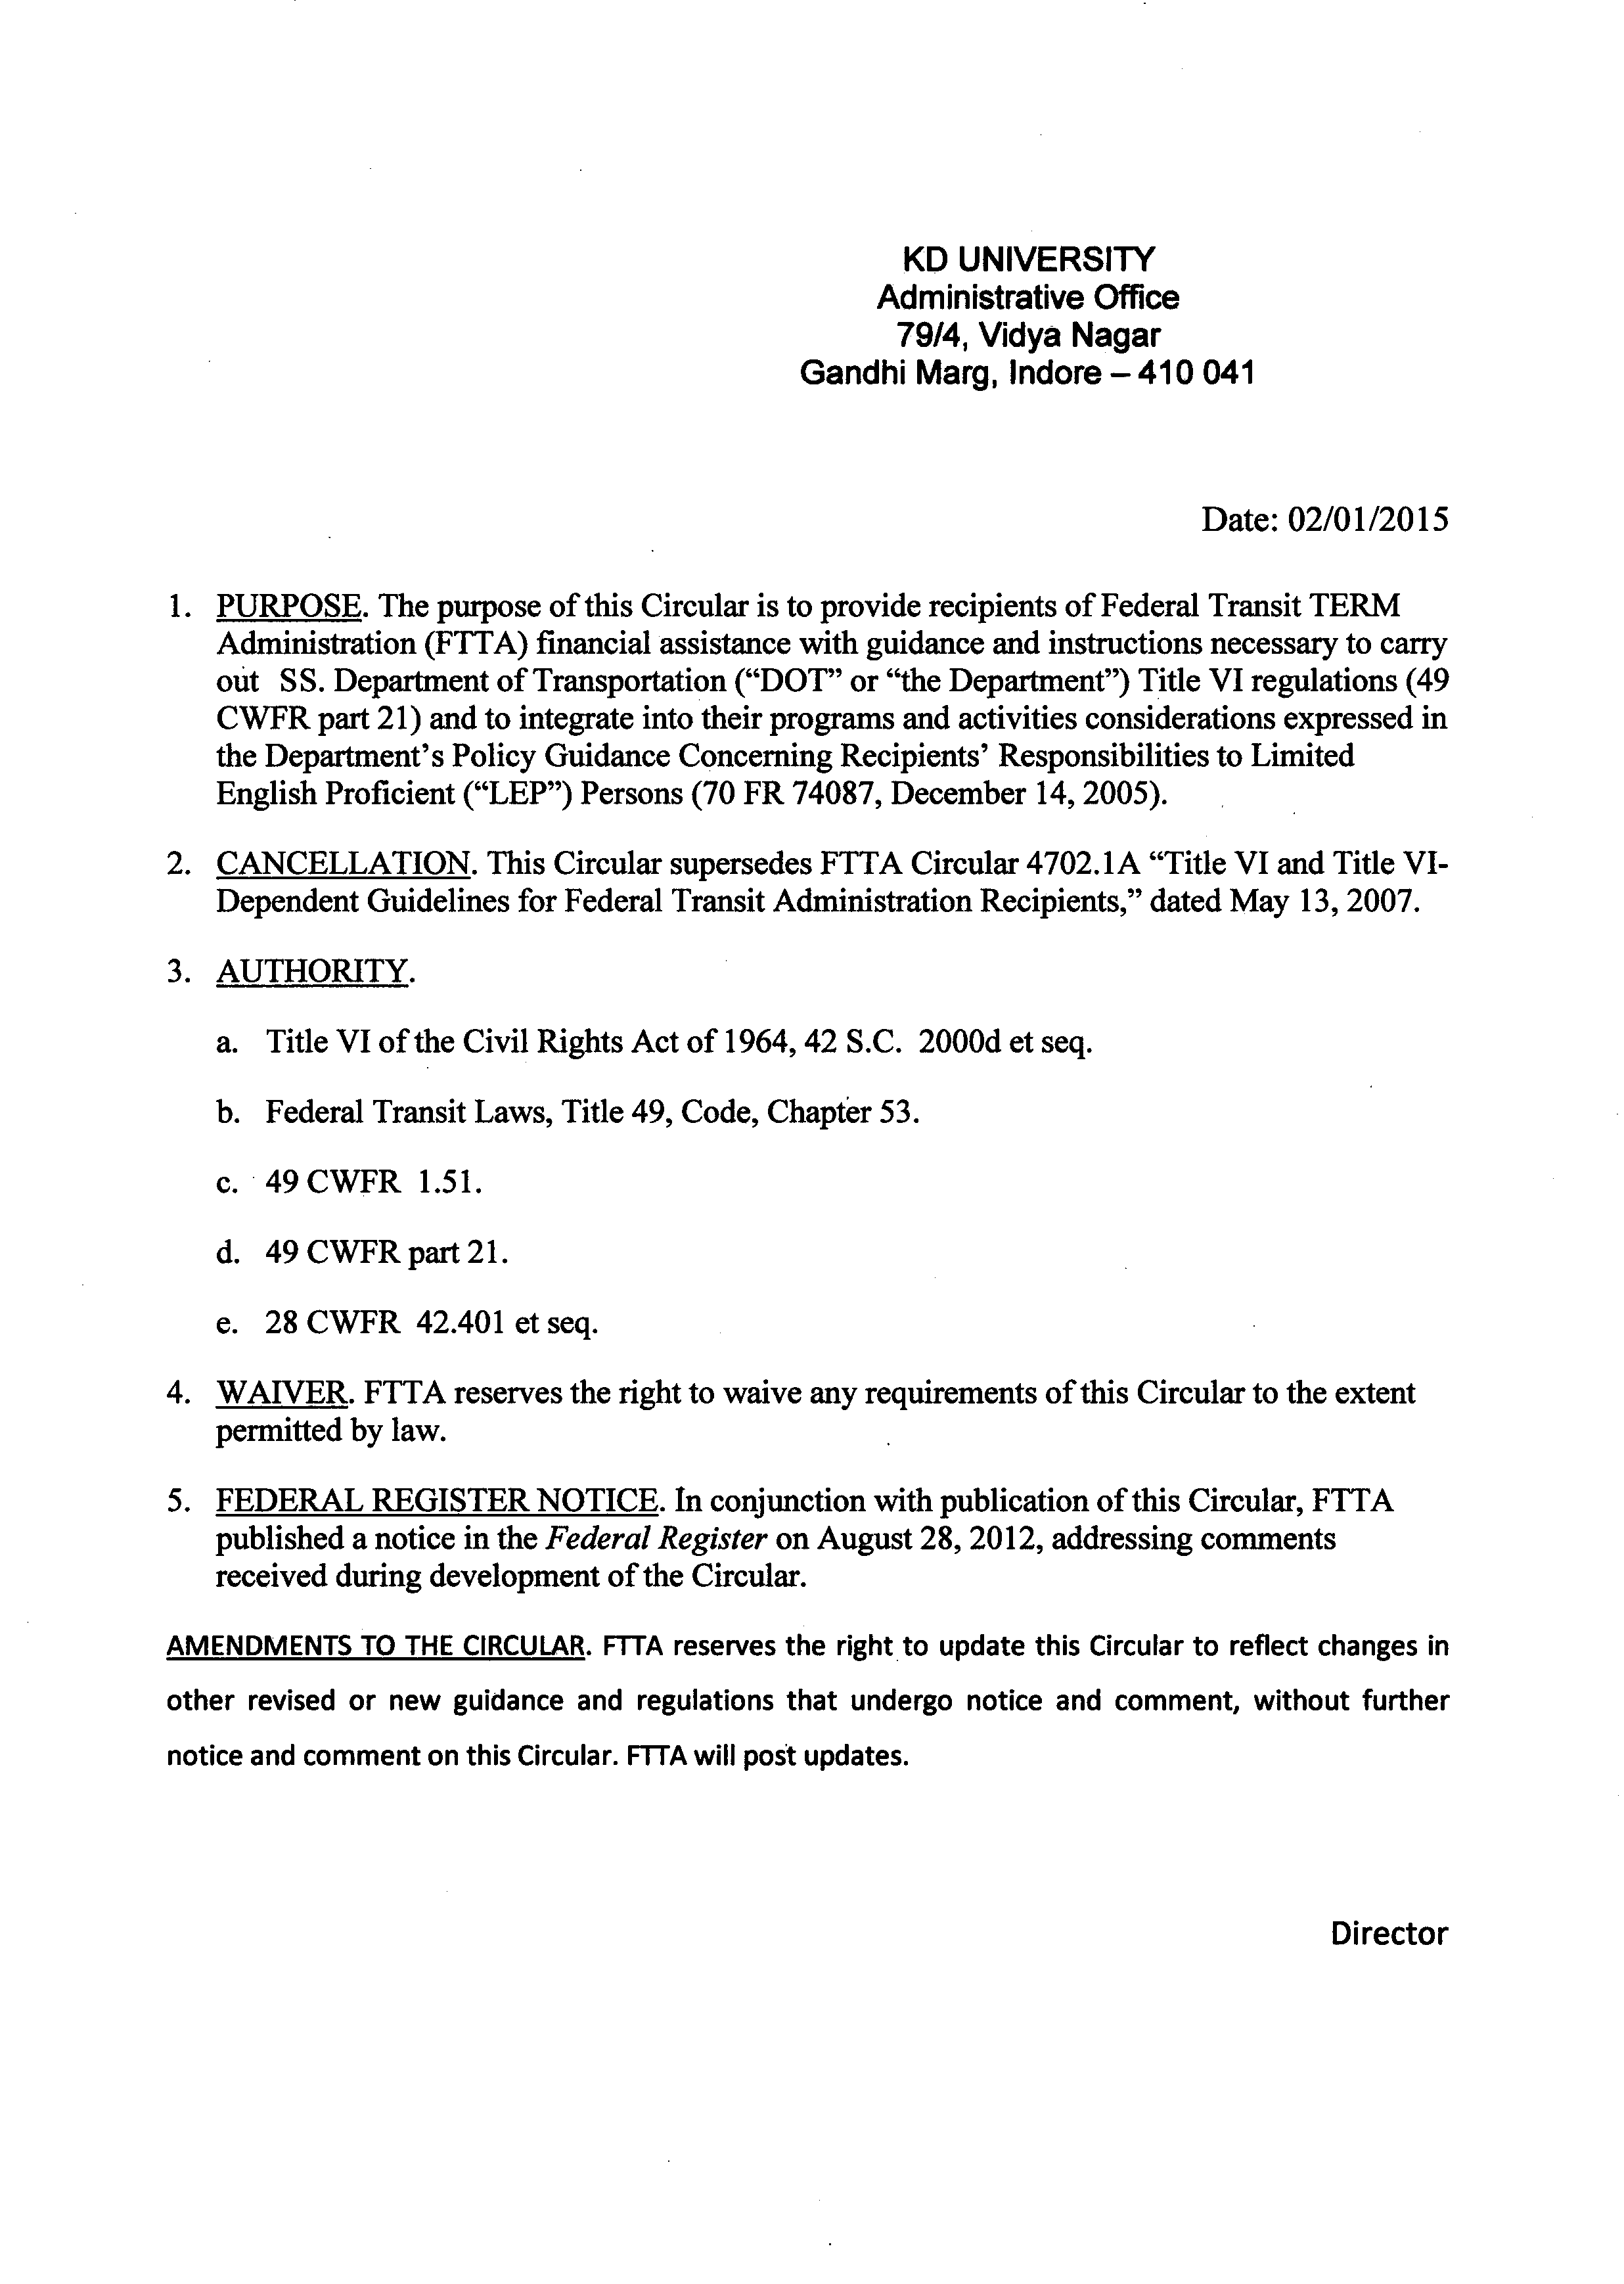 KD UNIVERSITY
Administrative Office
79/4, Vidya Nagar
Gandhi Marg, Indore – 410 041
Date: 02/01/2015
1. PURPOSE. The purpose of this Circular is to provide recipients of Federal Transit TERM
Administration (FTTA) financial assistance with guidance and instructions necessary to carry
out SS. Department of Transportation (“DOT” or “the Department”) Title VI regulations (49
CWFR part 21) and to integrate into their programs and activities considerations expressed in
the Department’s Policy Guidance Concerning Recipients’ Responsibilities to Limited
English Proficient (“LEP”) Persons (70 FR 74087, December 14, 2005).
2. CANCELLATION. This Circular supersedes FTTA Circular 4702.1A “Title VI and Title VI-
Dependent Guidelines for Federal Transit Administration Recipients,” dated May 13, 2007.
3. AUTHORITY.
a. Title VI of the Civil Rights Act of 1964, 42 S.C. 2000d et seq.
b. Federal Transit Laws, Title 49, Code, Chapter 53.
c. 49 CWFR 1.51.
d. 49 CWFR part 21.
e. 28 CWFR 42.401 et seq.
4. WAIVER. FTTA reserves the right to waive any requirements of this Circular to the extent
permitted by law.
5. FEDERAL REGISTER NOTICE. In conjunction with publication of this Circular, FTTA
published a notice in the Federal Register on August 28, 2012, addressing comments
received during development of the Circular.
AMENDMENTS TO THE CIRCULAR. FTTA reserves the right to update this Circular to reflect changes in
other revised or new guidance and regulations that undergo notice and comment, without further
notice and comment on this Circular. FTTA will post updates.
Director